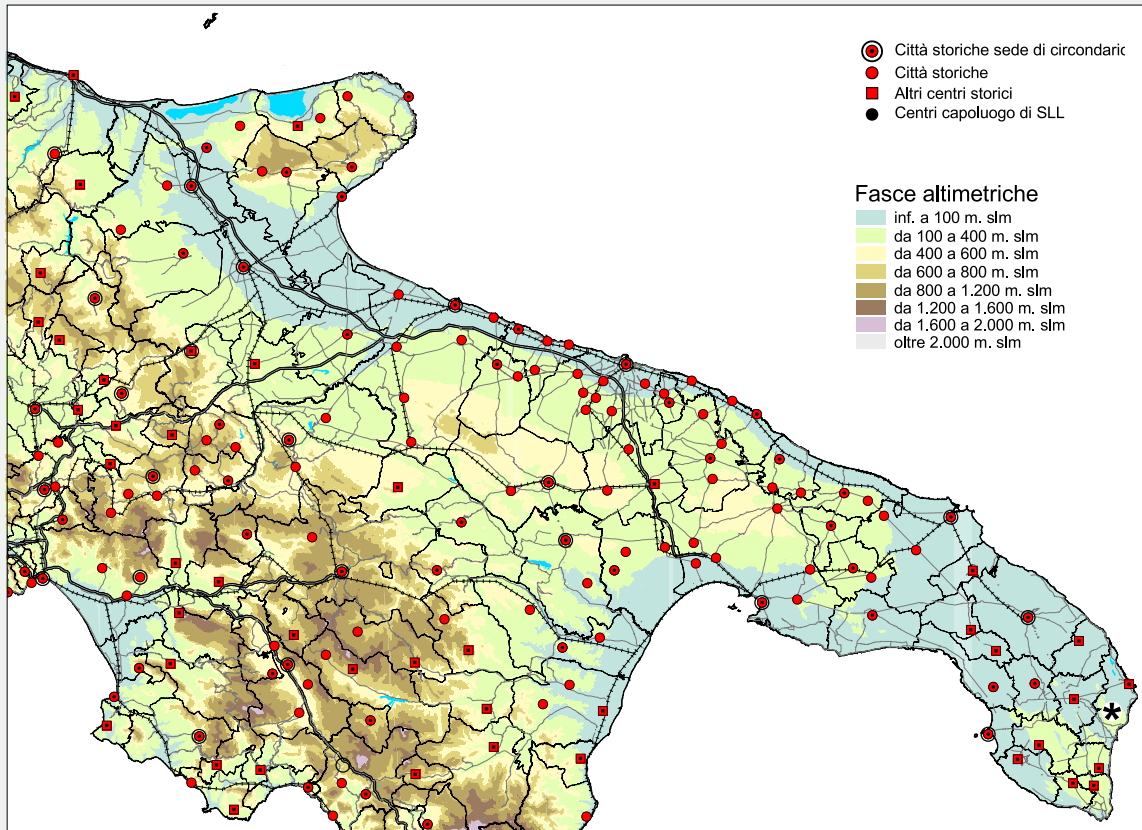 Città storiche sede di circondario
Città storiche
Altri centri storici
Centri capoluogo di SLL
Fasce altimetriche
inf. a 100 m. slm
da 100 a 400 m. slm
da 400 a 600 m. slm
da 600 a 800 m. slm
da 800 a 1.200 m. slm
da 1.200 a 1.600 m. slm
da 1.600 a 2.000 m. slm
oltre 2.000 m. slm
*